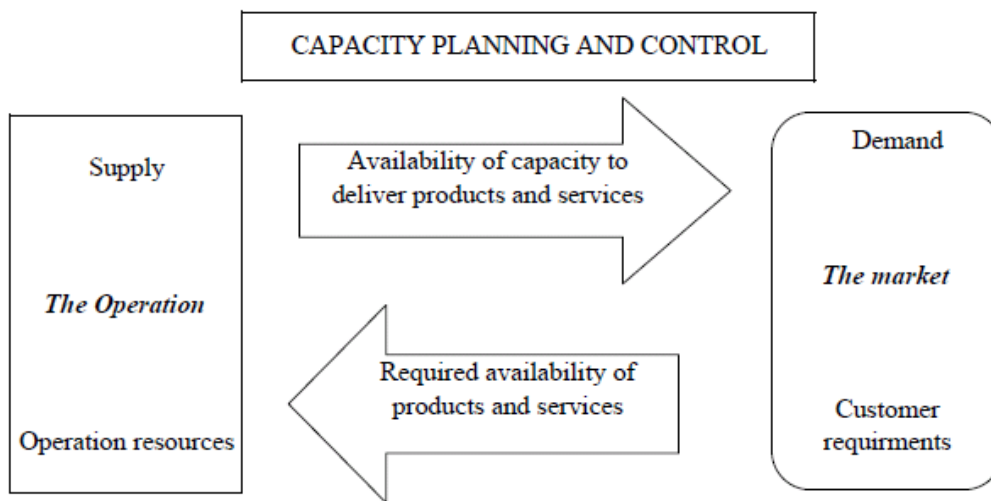 CAPACITY PLANNING AND CONTROL
Supply
The Operation
Operation resources
Availability of capacity to
deliver products and services
Required availability of
products and services
Demand
The market
Customer
requirments